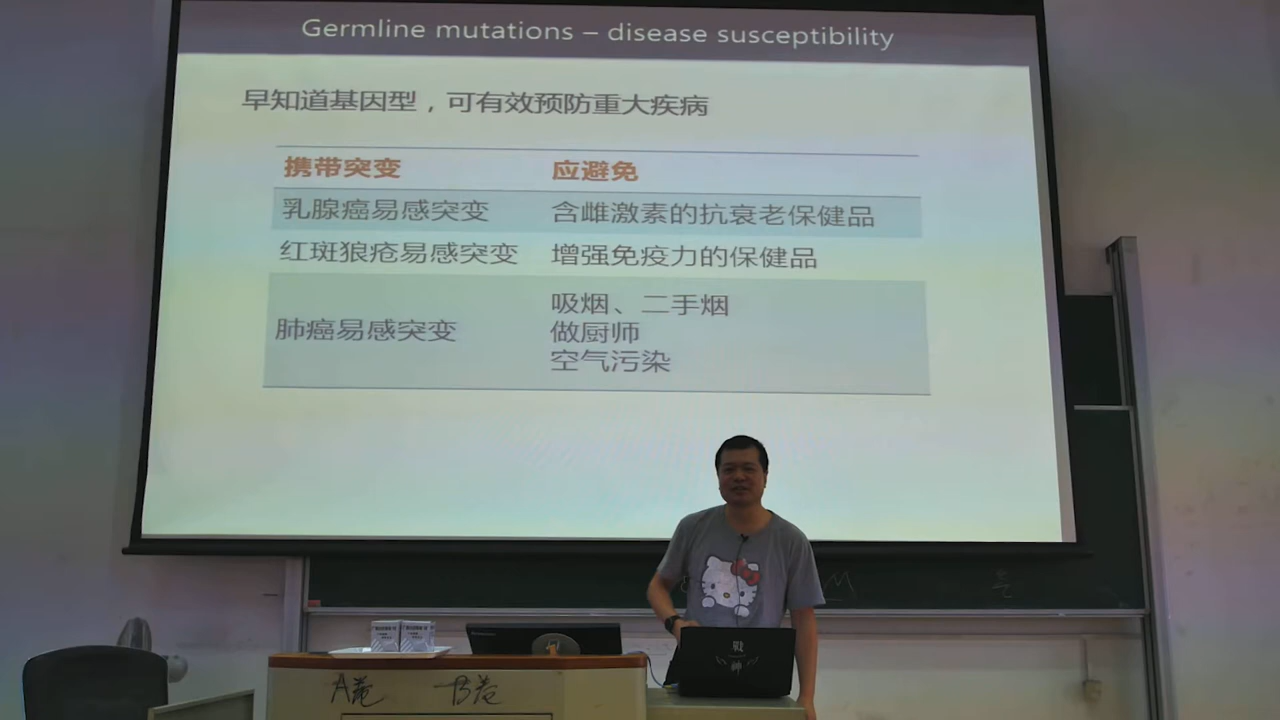 Germline mutations – disease susceptibility
早知道基因型，可有效预防重大疾病
携带突变 应避免
乳腺癌易感突变 含雌激素的抗衰老保健品
红斑狼疮易感突变 增强免疫力的保健品
肺癌易感突变 吸烟、二手烟
做厨师
空气污染
戰
神
A卷 B卷